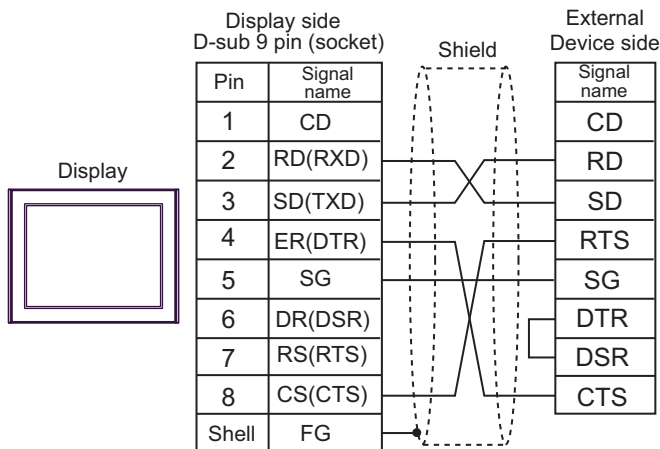 Display side
D-sub 9 pin (socket)
Shield
External
Device side
Display
Pin Signal name
1 CD
2 RD(RXD)
3 SD(TXD)
4 ER(DTR)
5 SG
6 DR(DSR)
7 RS(RTS)
8 CS(CTS)
Shell FG
Signal name
CD
RD
SD
RTS
SG
DTR
DSR
CTS